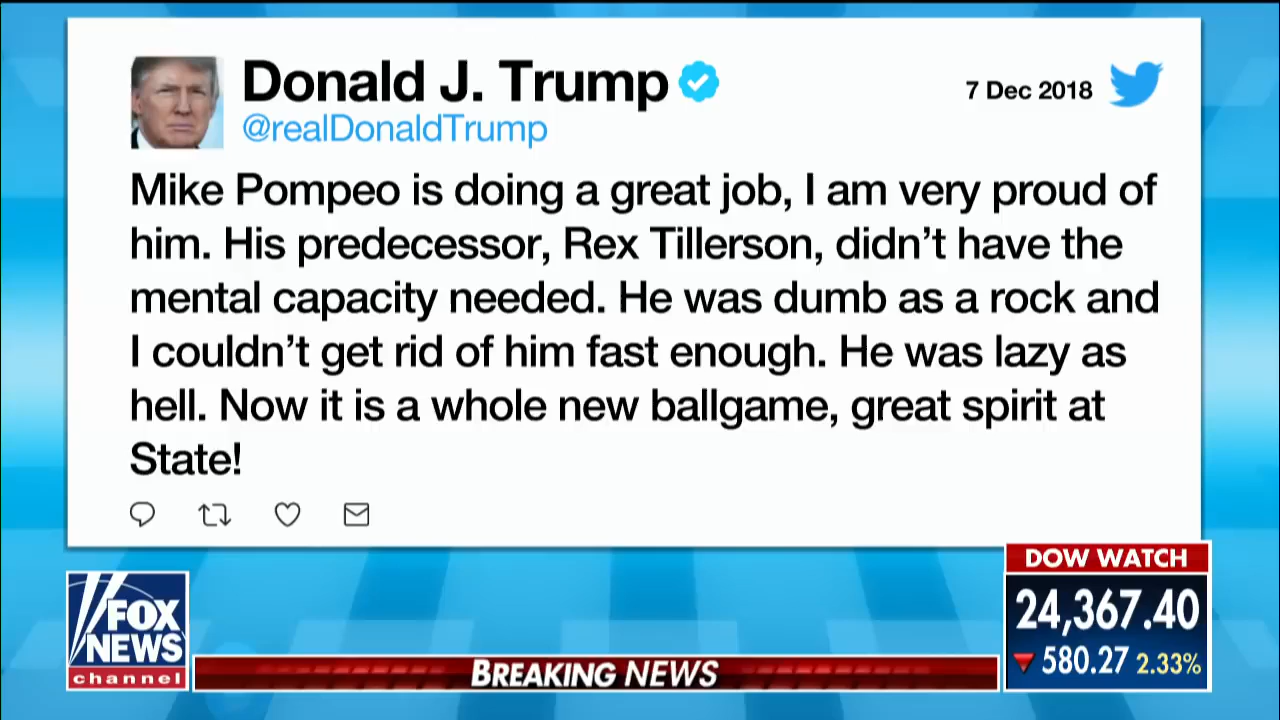 Donald J. Trump
@realDonaldTrump
7 Dec 2018
Mike Pompeo is doing a great job, I am very proud of
him. His predecessor, Rex Tillerson, didn’t have the
mental capacity needed. He was dumb as a rock and
I couldn’t get rid of him fast enough. He was lazy as
hell. Now it is a whole new ballgame, great spirit at
State!
DOW WATCH
24,367.40
580.27 2.33%
FOX
NEWS
channel
BREAKING NEWS